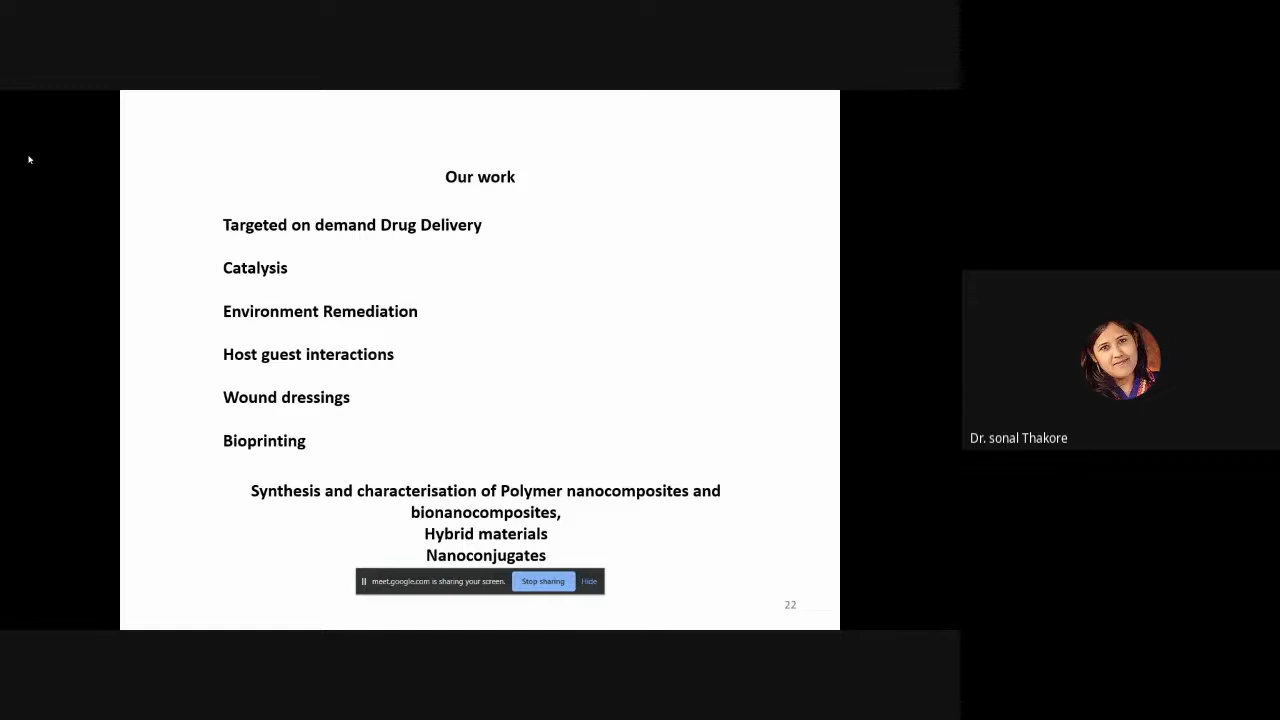 Our work
Targeted on demand Drug Delivery
Catalysis
Environment Remediation
Host guest interactions
Wound dressings
Bioprinting
Synthesis and characterisation of Polymer nanocomposites and
bionanocomposites,
Hybrid materials
Nanoconjugates
meet.google.com is sharing your screen. Stop sharing Hide
22
Dr. sonal Thakore